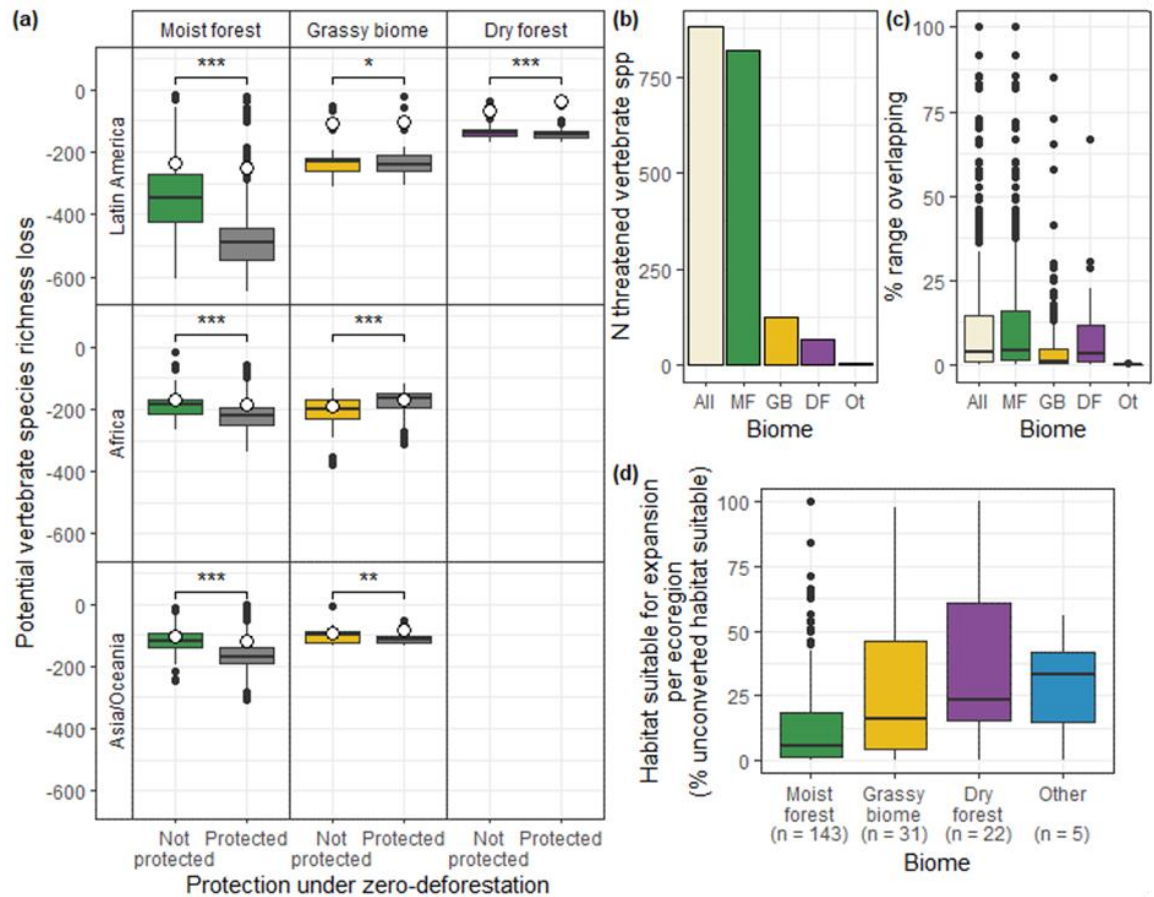 (a)
Moist forest
Grassy biome
Dry forest
***
*
***
0
-200
-400
-600
Latin America
***
***
0
-200
-400
-600
Africa
***
**
0
-200
-400
-600
Asia/Oceania
Potential vertebrate species richness loss
Not
protected
Protected
Not
protected
Protected
Not
protected
Protected
Protection under zero-deforestation
(b)
N threatened vertebrate spp
750
500
250
0
All MF GB DF Ot
Biome
(c)
% range overlapping
100
75
50
25
0
All MF GB DF Ot
Biome
(d)
Habitat suitable for expansion
per ecoregion
(% unconverted habitat suitable)
100
75
50
25
0
Moist
forest
(n = 143)
Grassy
biome
(n = 31)
Dry
forest
(n = 22)
Other
(n = 5)
Biome